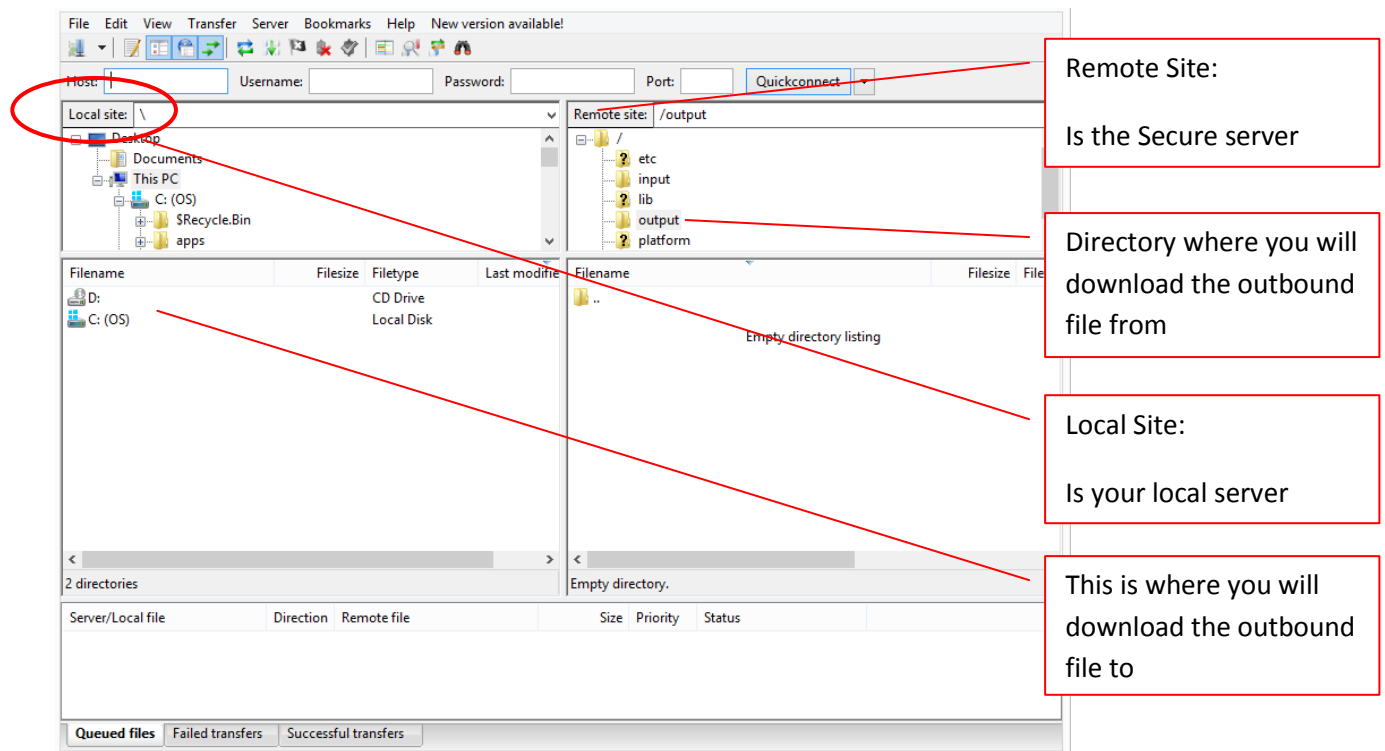 File Edit View Transfer Server Bookmarks Help New version available!
Host: Username: Password: Port: Quickconnect
Local site: \
Desktop
Documents
This PC
C: (OS)
$Recycle.Bin
apps
Remote site: /output
/
etc
input
lib
output
platform
Filename Filesize Filetype Last modifie
D: CD Drive
C: (OS) Local Disk
2 directories
Filename Filesize File
..
Empty directory listing
Empty directory.
Server/Local file Direction Remote file Size Priority Status
Queued files Failed transfers Successful transfers
Remote Site:
Is the Secure server
Directory where you will
download the outbound
file from
Local Site:
Is your local server
This is where you will
download the outbound
file to